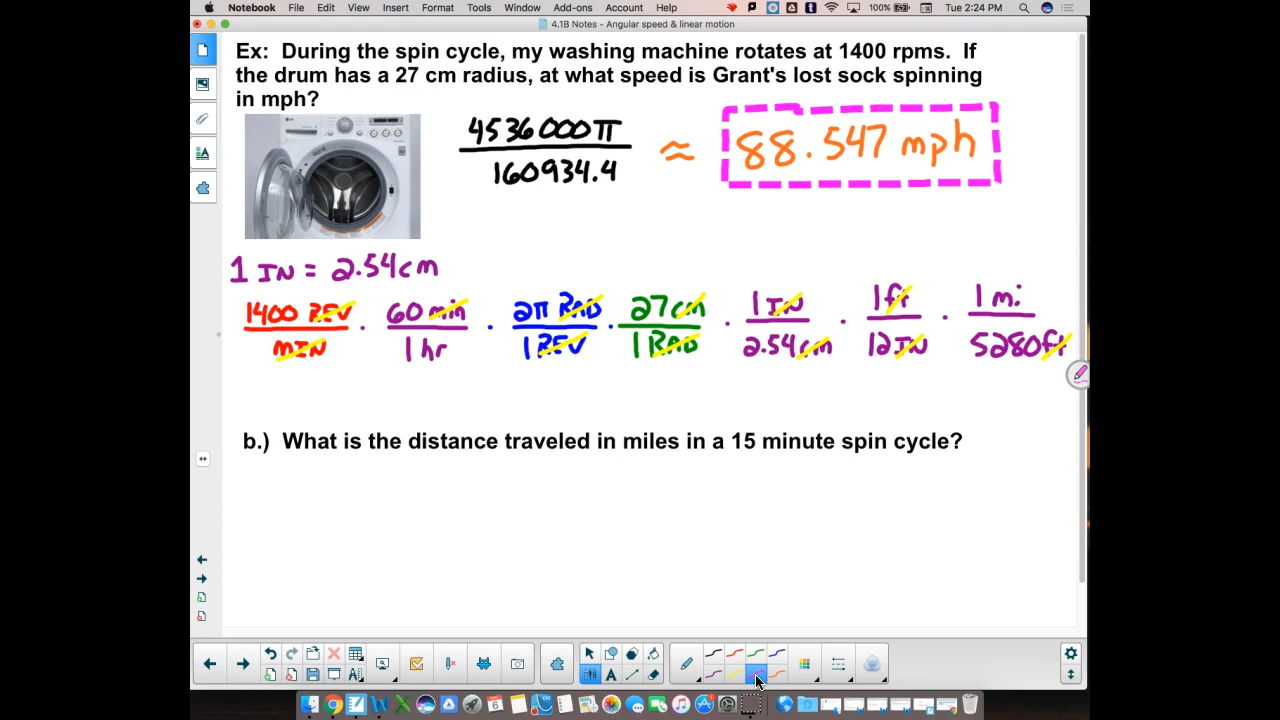 Notebook File Edit View Insert Format Tools Window Add-ons Account Help 100% Tue 2:24 PM
4.1B Notes - Angular speed & linear motion
Ex: During the spin cycle, my washing machine rotates at 1400 rpms. If
the drum has a 27 cm radius, at what speed is Grant's lost sock spinning
in mph?
4536000π
160934.4
≈ 88.547 mph
1 IN = 2.54cm
1400 REV · 60 min · 2π RAD · 27cm · 1 IN · 1ft · 1 mi
MIN 1 hr 1 REV 1 RAD 2.54cm 12IN 5280ft
b.) What is the distance traveled in miles in a 15 minute spin cycle?